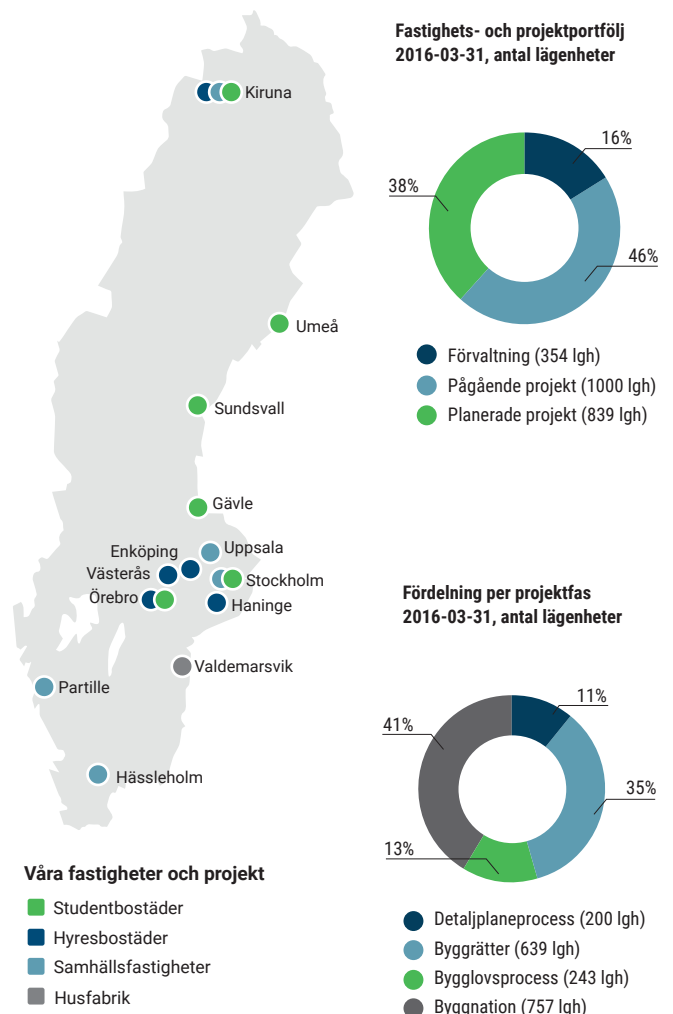 Fastighets- och projektportfölj
2016-03-31, antal lägenheter
Kiruna
16%
38%
46%
Umeå
Förvaltning (354 lgh)
Pågående projekt (1000 lgh)
Planerade projekt (839 lgh)
Sundsvall
Gävle
Enköping
Uppsala
Västerås
Stockholm
Örebro
Haninge
Fördelning per projektfas
2016-03-31, antal lägenheter
Valdemarsvik
Partille
11%
41%
35%
Hässleholm
13%
Våra fastigheter och projekt
Studentbostäder
Hyresbostäder
Samhällsfastigheter
Husfabrik
Detaljplaneprocess (200 lgh)
Byggrätter (639 lgh)
Bygglovsprocess (243 lgh)
Byggnation (757 lgh)